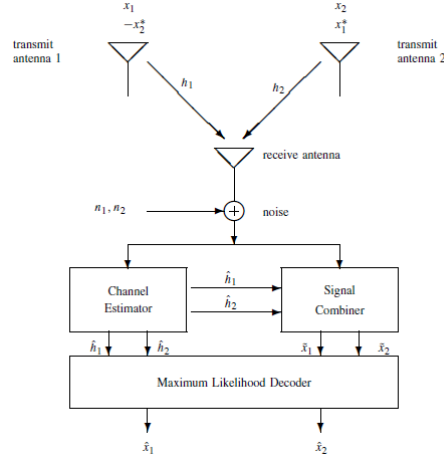 x₁ x₂
−x₂* x₁*
transmit
antenna 1
transmit
antenna 2
h₁ h₂
receive antenna
n₁, n₂ + noise
Channel
Estimator
ĥ₁
ĥ₂
Signal
Combiner
ĥ₁ ĥ₂ x̃₁ x̃₂
Maximum Likelihood Decoder
x̂₁ x̂₂